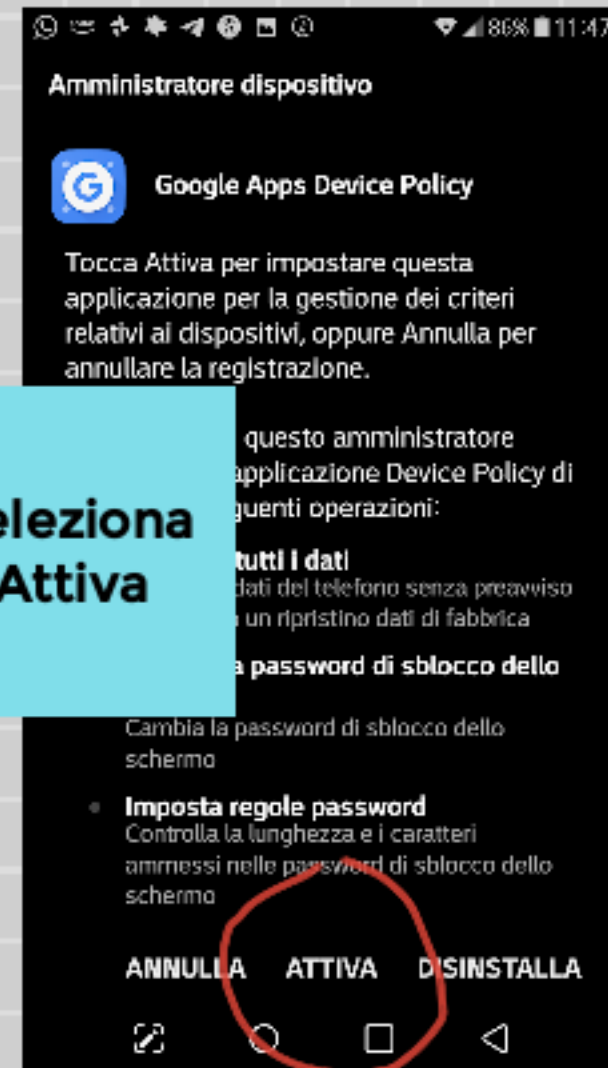 86% 11:47
Amministratore dispositivo
Google Apps Device Policy
Tocca Attiva per impostare questa
applicazione per la gestione dei criteri
relativi ai dispositivi, oppure Annulla per
annullare la registrazione.
questo amministratore
applicazione Device Policy di
guenti operazioni:
tutti i dati
dati del telefono senza preavviso
un ripristino dati di fabbrica
a password di sblocco dello
Cambia la password di sblocco dello
schermo
• Imposta regole password
Controlla la lunghezza e i caratteri
ammessi nelle password di sblocco dello
schermo
ANNULLA ATTIVA DISINSTALLA
eleziona
Attiva